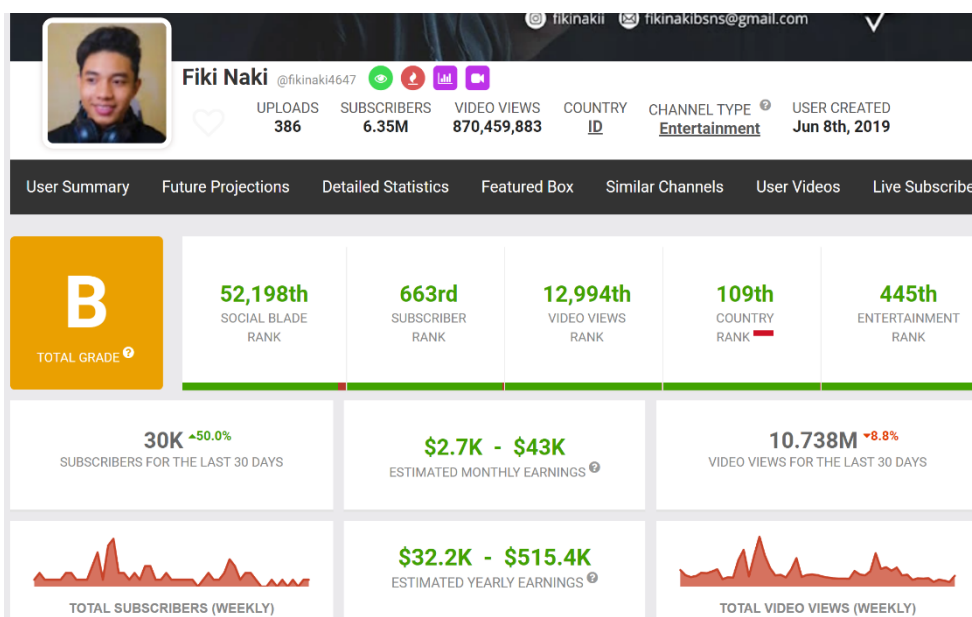 fikinakii fikinakibsns@gmail.com
Fiki Naki @fikinaki4647
UPLOADS SUBSCRIBERS VIDEO VIEWS COUNTRY CHANNEL TYPE ? USER CREATED
386 6.35M 870,459,883 ID Entertainment Jun 8th, 2019
User Summary Future Projections Detailed Statistics Featured Box Similar Channels User Videos Live Subscribe
B
TOTAL GRADE ?
52,198th
SOCIAL BLADE
RANK
663rd
SUBSCRIBER
RANK
12,994th
VIDEO VIEWS
RANK
109th
COUNTRY
RANK
445th
ENTERTAINMENT
RANK
30K 50.0%
SUBSCRIBERS FOR THE LAST 30 DAYS
$2.7K - $43K
ESTIMATED MONTHLY EARNINGS ?
10.738M 8.8%
VIDEO VIEWS FOR THE LAST 30 DAYS
TOTAL SUBSCRIBERS (WEEKLY)
$32.2K - $515.4K
ESTIMATED YEARLY EARNINGS ?
TOTAL VIDEO VIEWS (WEEKLY)